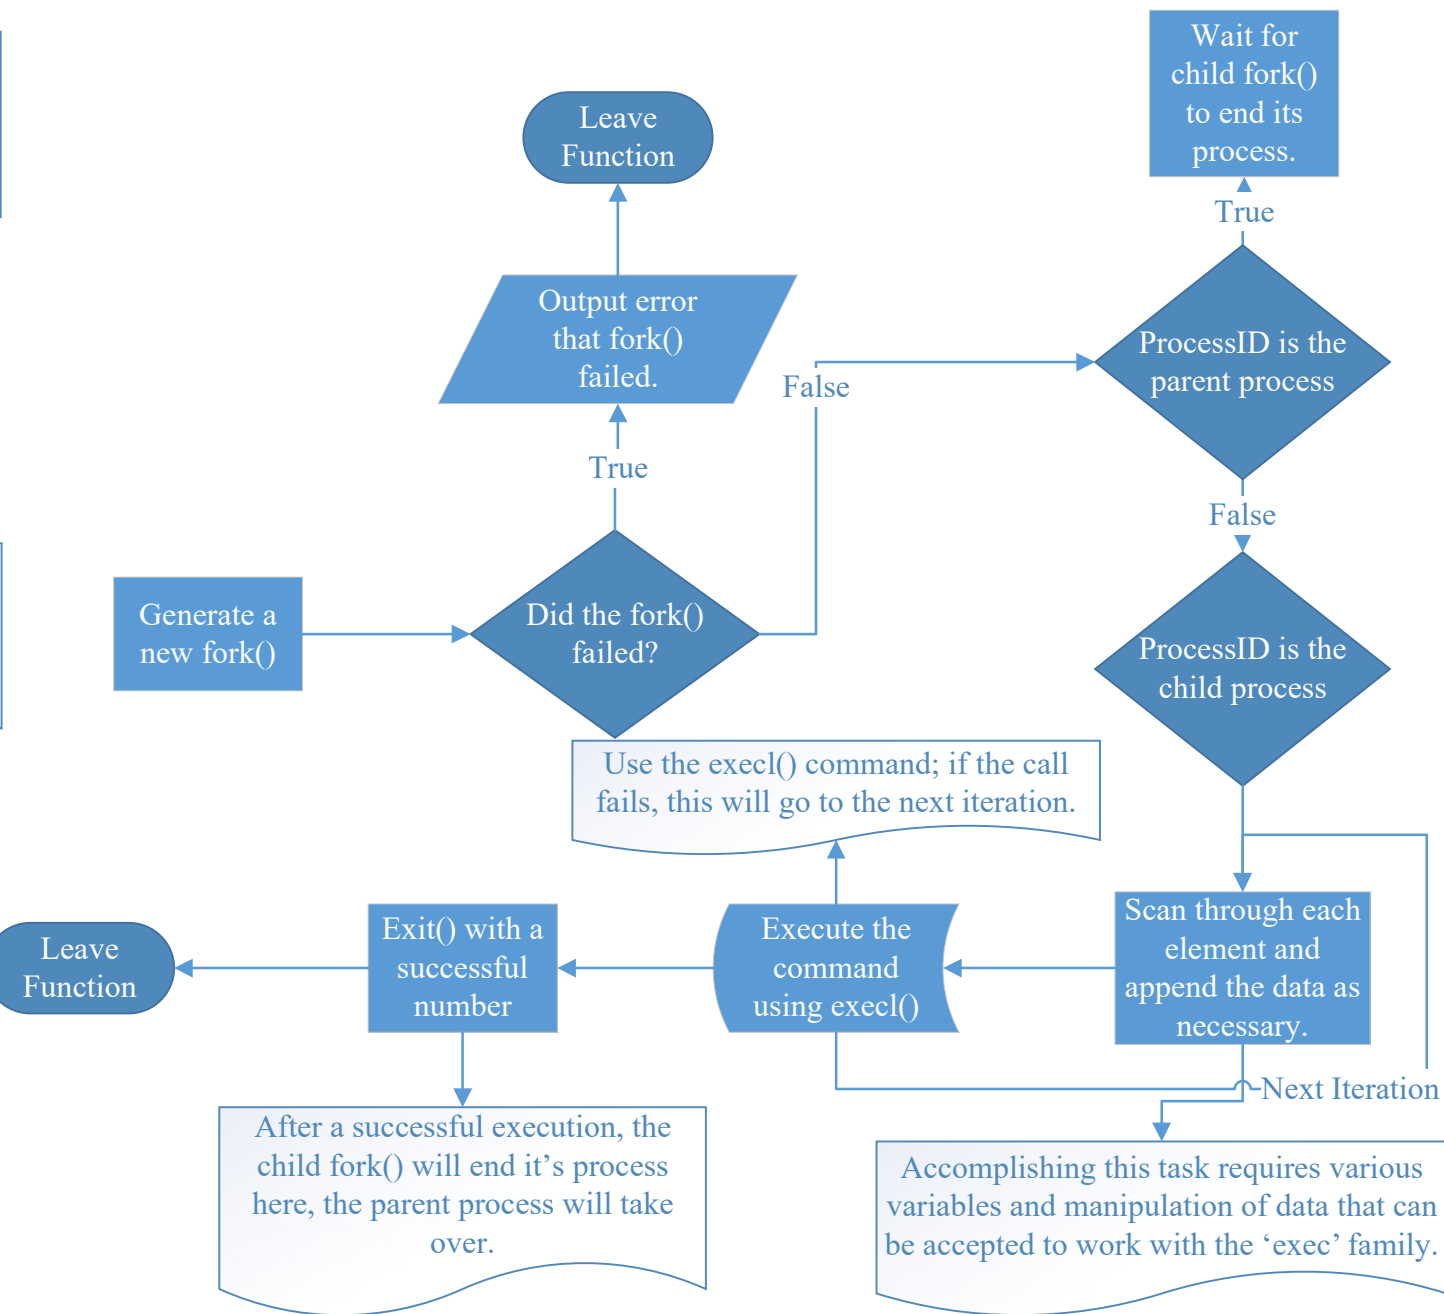 Wait for
child fork()
to end its
process.
Leave
Function
True
Output error
that fork()
failed.
ProcessID is the
parent process
False
True
False
Generate a
new fork()
Did the fork()
failed?
ProcessID is the
child process
Use the execl() command; if the call
fails, this will go to the next iteration.
Leave
Function
Exit() with a
successful
number
Execute the
command
using execl()
Scan through each
element and
append the data as
necessary.
Next Iteration
After a successful execution, the
child fork() will end it’s process
here, the parent process will take
over.
Accomplishing this task requires various
variables and manipulation of data that can
be accepted to work with the ‘exec’ family.